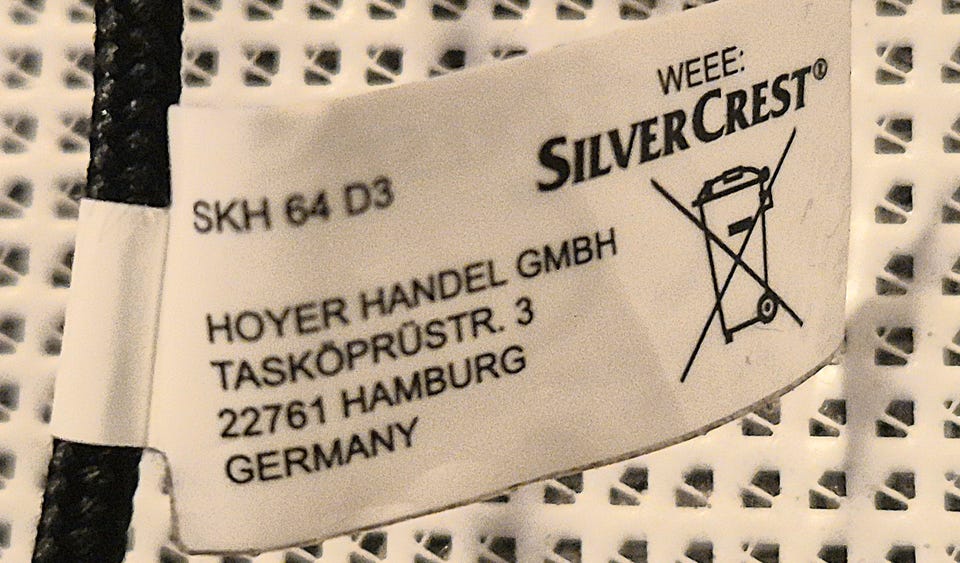 WEEE:
SILVERCREST®
SKH 64 D3
HOYER HANDEL GMBH
TASKÖPRÜSTR. 3
22761 HAMBURG
GERMANY